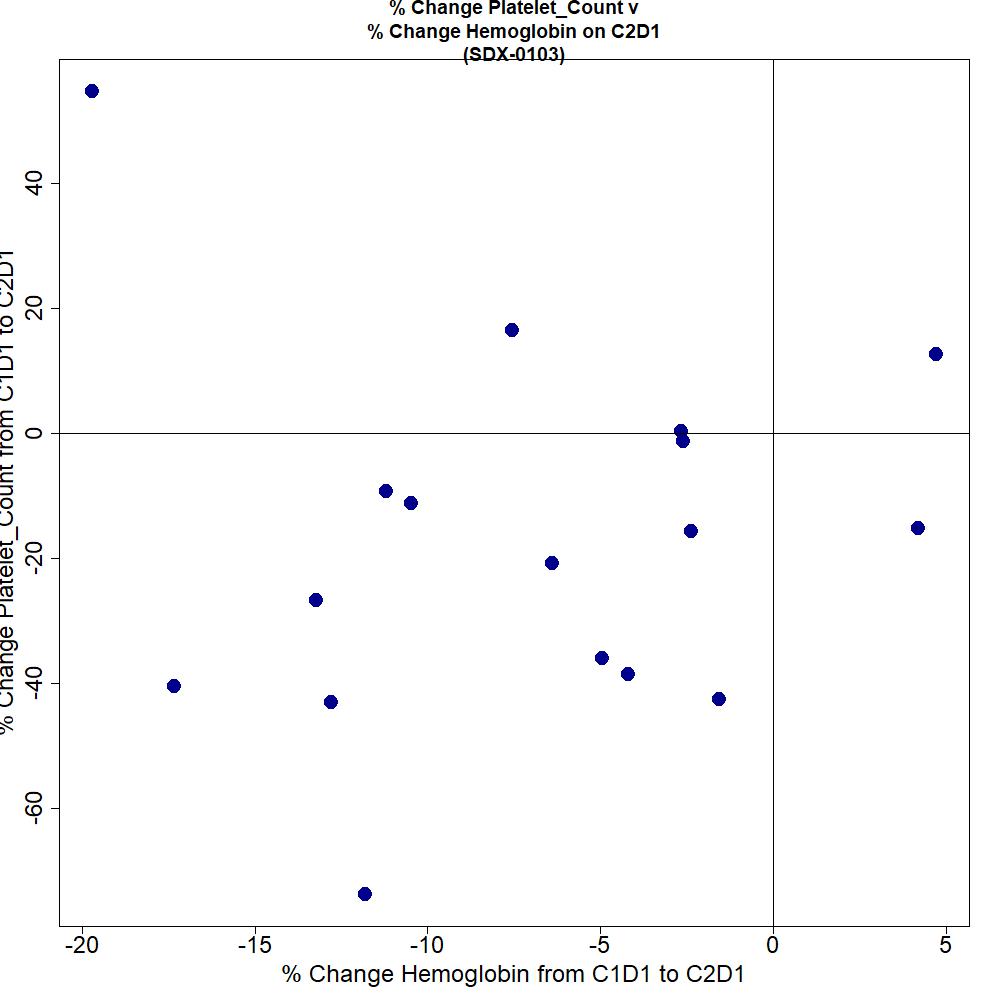 % Change Platelet_Count v
% Change Hemoglobin on C2D1
(SDX-0103)
% Change Platelet_Count from C1D1 to C2D1
40
20
0
-20
-40
-60
-20
-15
-10
-5
0
5
% Change Hemoglobin from C1D1 to C2D1